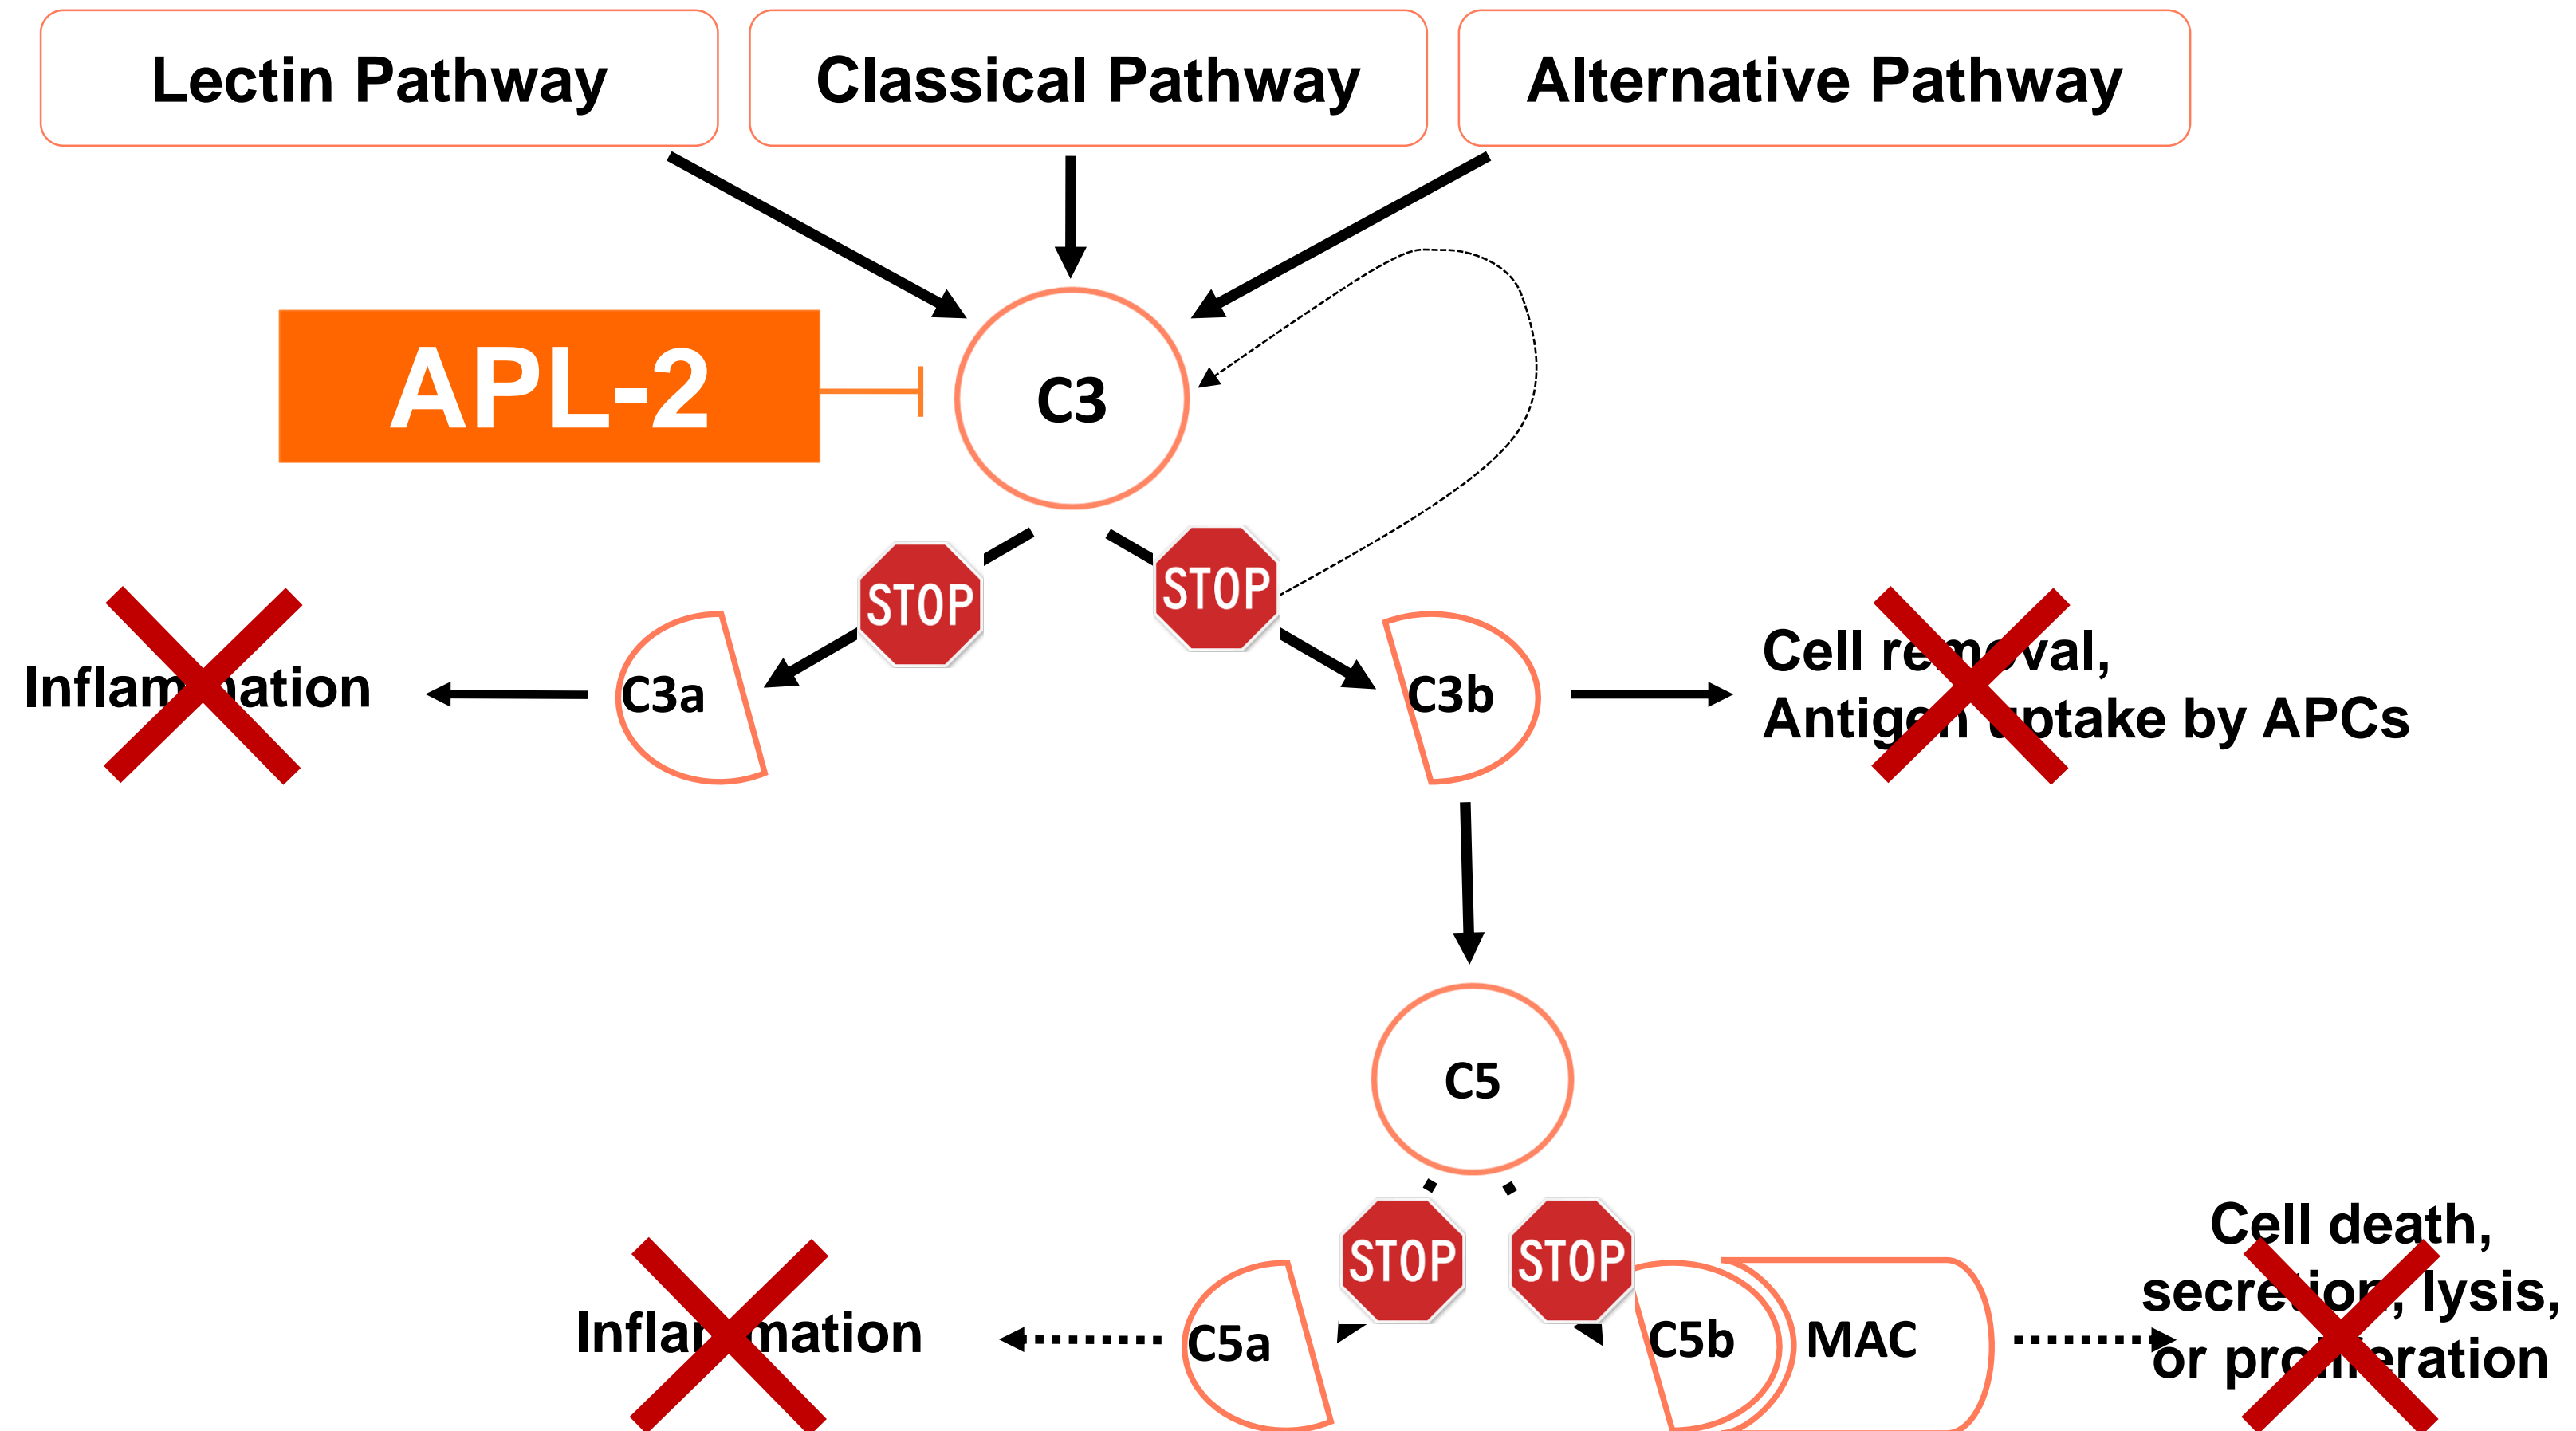 Lectin Pathway
Classical Pathway
Alternative Pathway
APL-2
C3
STOP
STOP
Inflammation
C3a
C3b
Cell removal,
Antigen uptake by APCs
C5
STOP
STOP
Inflammation
C5a
C5b
MAC
Cell death,
secretion, lysis,
or proliferation